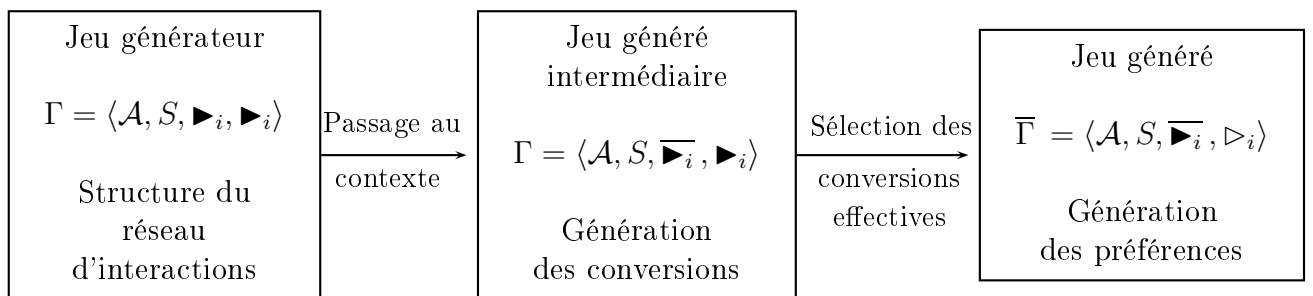 Jeu générateur
Γ = ⟨𝒜, S, ►ᵢ, ►ᵢ⟩
Structure du
réseau
d'interactions
Passage au
contexte
Jeu généré
intermédiaire
Γ = ⟨𝒜, S, ►̅ᵢ̅, ►ᵢ⟩
Génération
des conversions
Sélection des
conversions
effectives
Jeu généré
Γ̅ = ⟨𝒜, S, ►̅ᵢ̅, ▷ᵢ⟩
Génération
des préférences